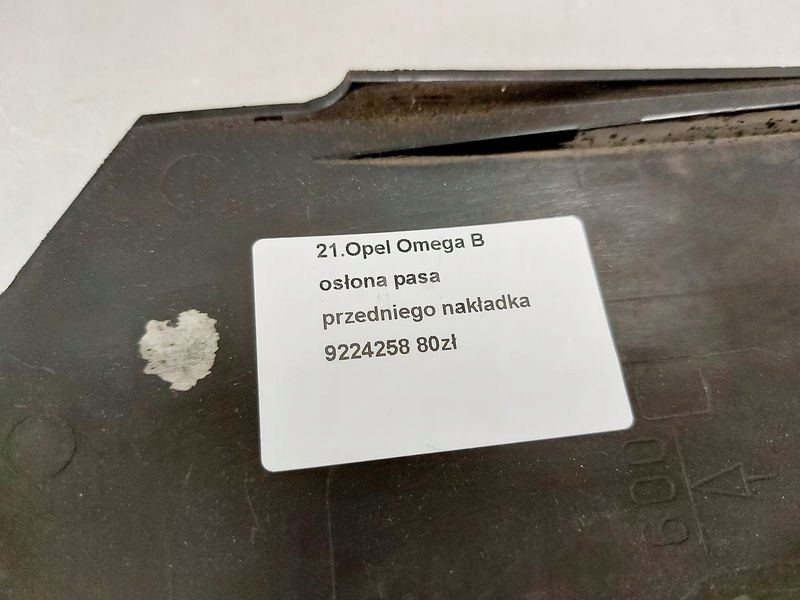 21.Opel Omega B
osłona pasa
przedniego nakładka
9224258 80zł